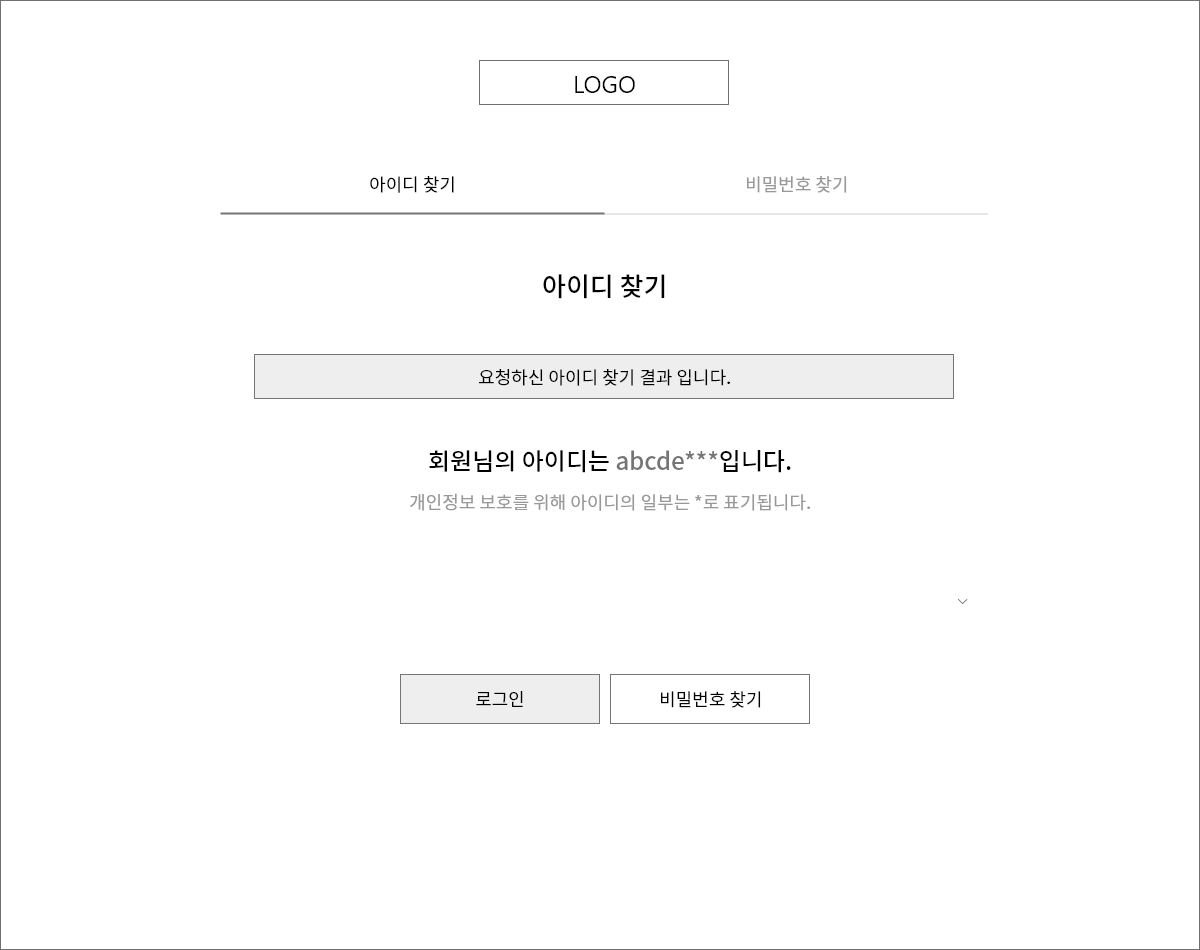 LOGO
아이디 찾기
비밀번호 찾기
아이디 찾기
요청하신 아이디 찾기 결과 입니다.
회원님의 아이디는 abcde***입니다.
개인정보 보호를 위해 아이디의 일부는 *로 표기됩니다.
로그인
비밀번호 찾기